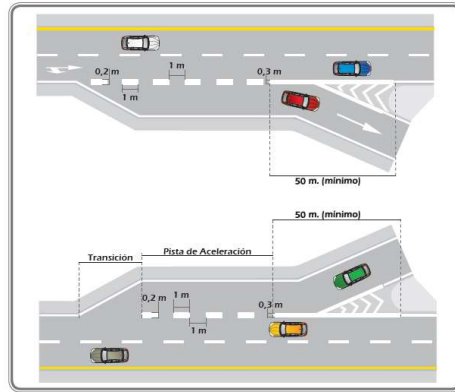 0,2 m
1 m
0,3 m
1 m
50 m. (mínimo)
50 m. (mínimo)
Pista de Aceleración
Transición
0,2 m
1 m
0,3 m
1 m